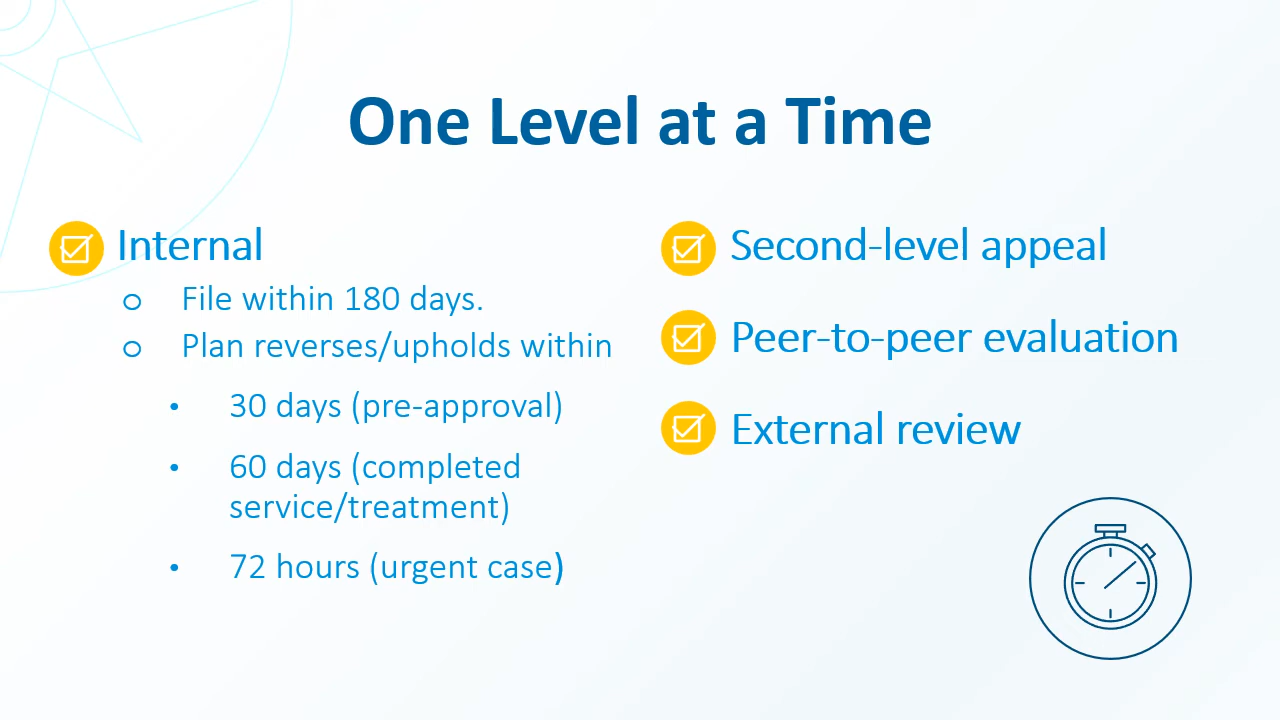 One Level at a Time
Internal
o File within 180 days.
o Plan reverses/upholds within
• 30 days (pre-approval)
• 60 days (completed
service/treatment)
• 72 hours (urgent case)
Second-level appeal
Peer-to-peer evaluation
External review